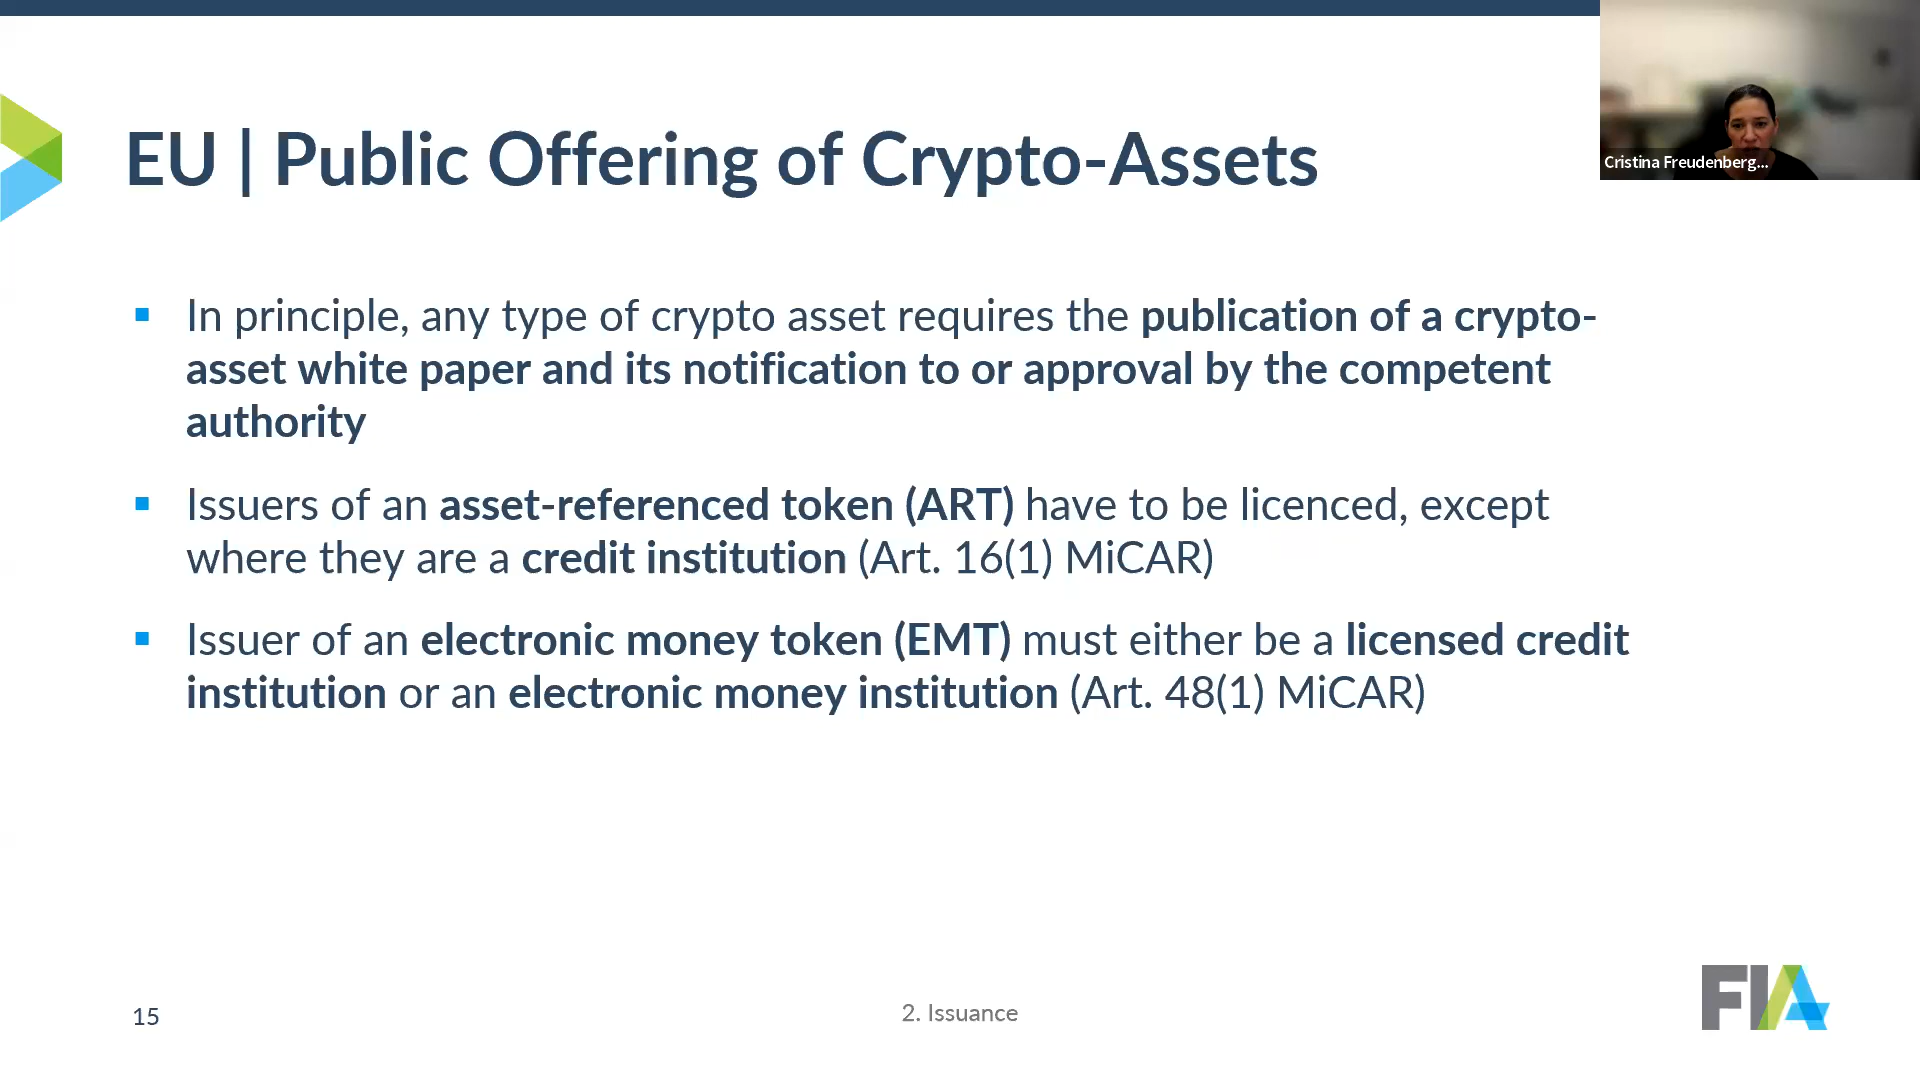 EU | Public Offering of Crypto-Assets
Cristina Freudenberg...
In principle, any type of crypto asset requires the publication of a crypto-
asset white paper and its notification to or approval by the competent
authority
Issuers of an asset-referenced token (ART) have to be licenced, except
where they are a credit institution (Art. 16(1) MiCAR)
Issuer of an electronic money token (EMT) must either be a licensed credit
institution or an electronic money institution (Art. 48(1) MiCAR)
15
2. Issuance
FIA